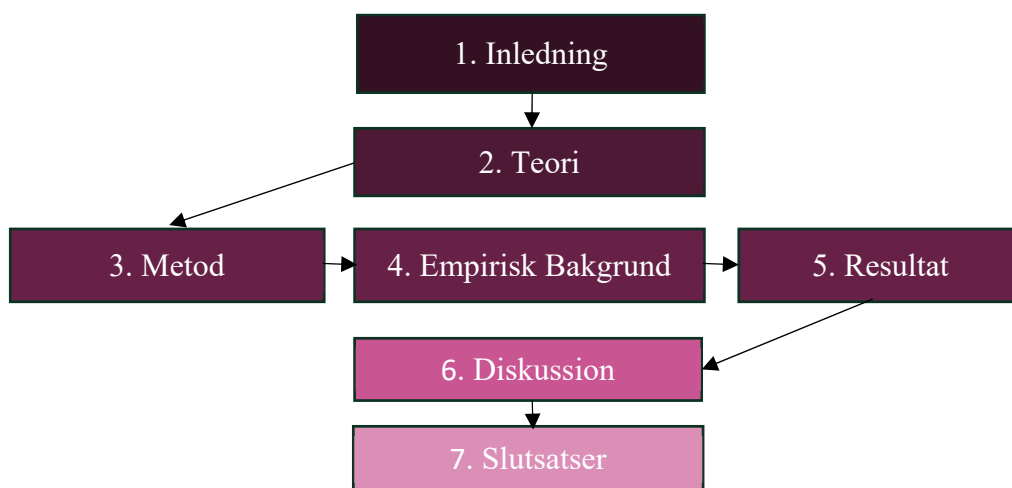 1. Inledning
2. Teori
3. Metod
4. Empirisk Bakgrund
5. Resultat
6. Diskussion
7. Slutsatser